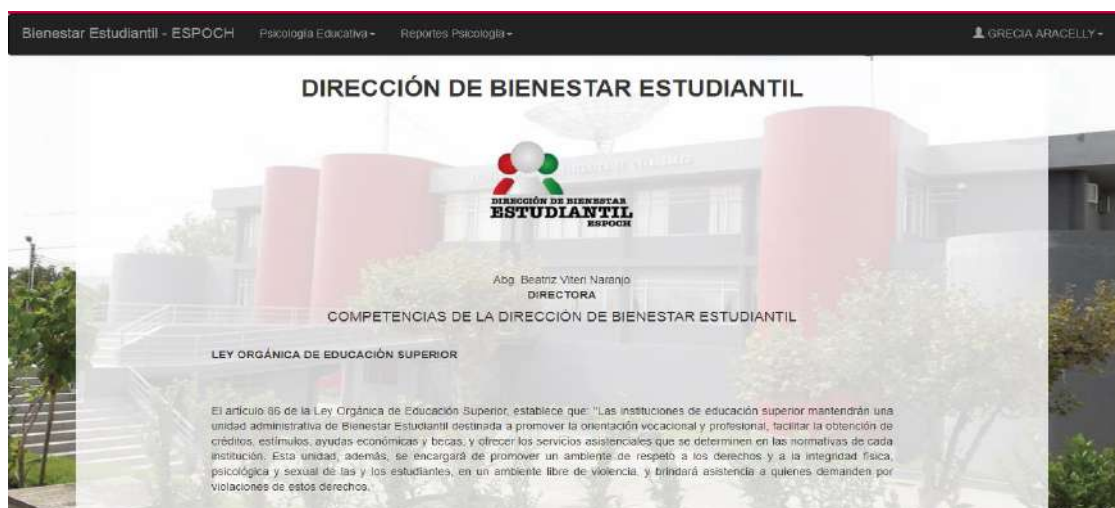 Bienestar Estudiantil - ESPOCH
Psicología Educativa
Reportes Psicología
GRECIA ARACELLY
DIRECCIÓN DE BIENESTAR ESTUDIANTIL
DIRECCIÓN DE BIENESTAR
ESTUDIANTIL
ESPOCH
Abg. Beatriz Viteri Naranjo
DIRECTORA
COMPETENCIAS DE LA DIRECCIÓN DE BIENESTAR ESTUDIANTIL
LEY ORGÁNICA DE EDUCACIÓN SUPERIOR
El artículo 86 de la Ley Orgánica de Educación Superior, establece que: "Las instituciones de educación superior mantendrán una
unidad administrativa de Bienestar Estudiantil destinada a promover la orientación vocacional y profesional, facilitar la obtención de
créditos, estímulos, ayudas económicas y becas, y ofrecer los servicios asistenciales que se determinen en las normativas de cada
institución. Esta unidad, además, se encargará de promover un ambiente de respeto a los derechos y a la integridad física,
psicológica y sexual de las y los estudiantes, en un ambiente libre de violencia, y brindará asistencia a quienes demanden por
violaciones de estos derechos.